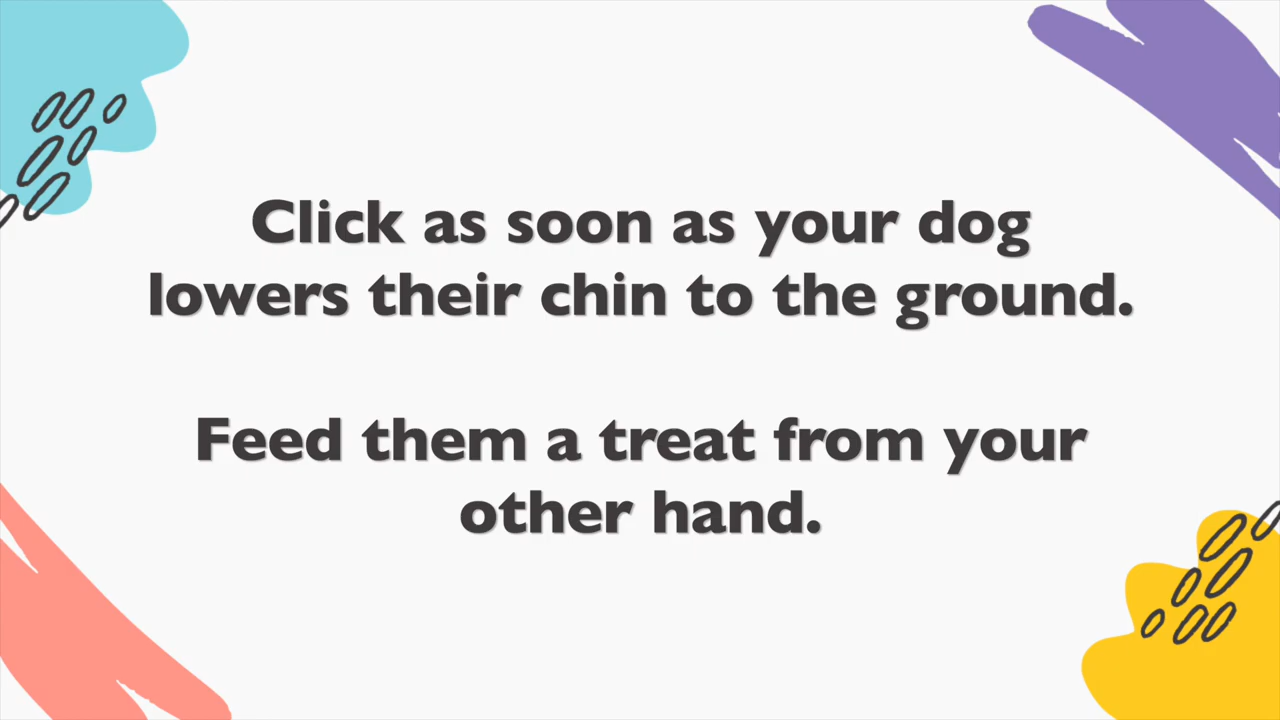 Click as soon as your dog
lowers their chin to the ground.
Feed them a treat from your
other hand.